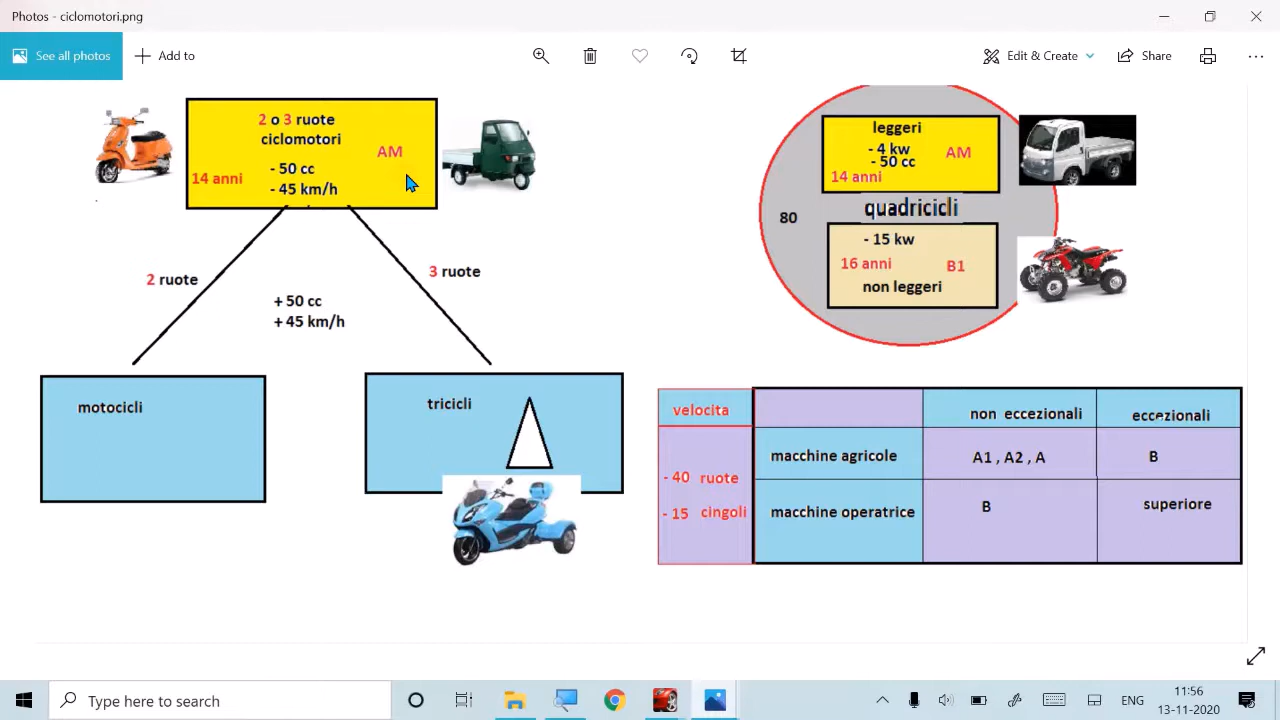 Photos - ciclomotori.png
See all photos
Add to
Edit & Create
Share
2 o 3 ruote
ciclomotori
AM
- 50 cc
14 anni
- 45 km/h
2 ruote
3 ruote
+ 50 cc
+ 45 km/h
motocicli
tricicli
leggeri
- 4 kw
- 50 cc
AM
14 anni
80
quadricicli
- 15 kw
16 anni
B1
non leggeri
velocita
non eccezionali
eccezionali
macchine agricole
A1 , A2 , A
B
- 40 ruote
- 15 cingoli
macchine operatrice
B
superiore
Type here to search
ENG
11:56
13-11-2020